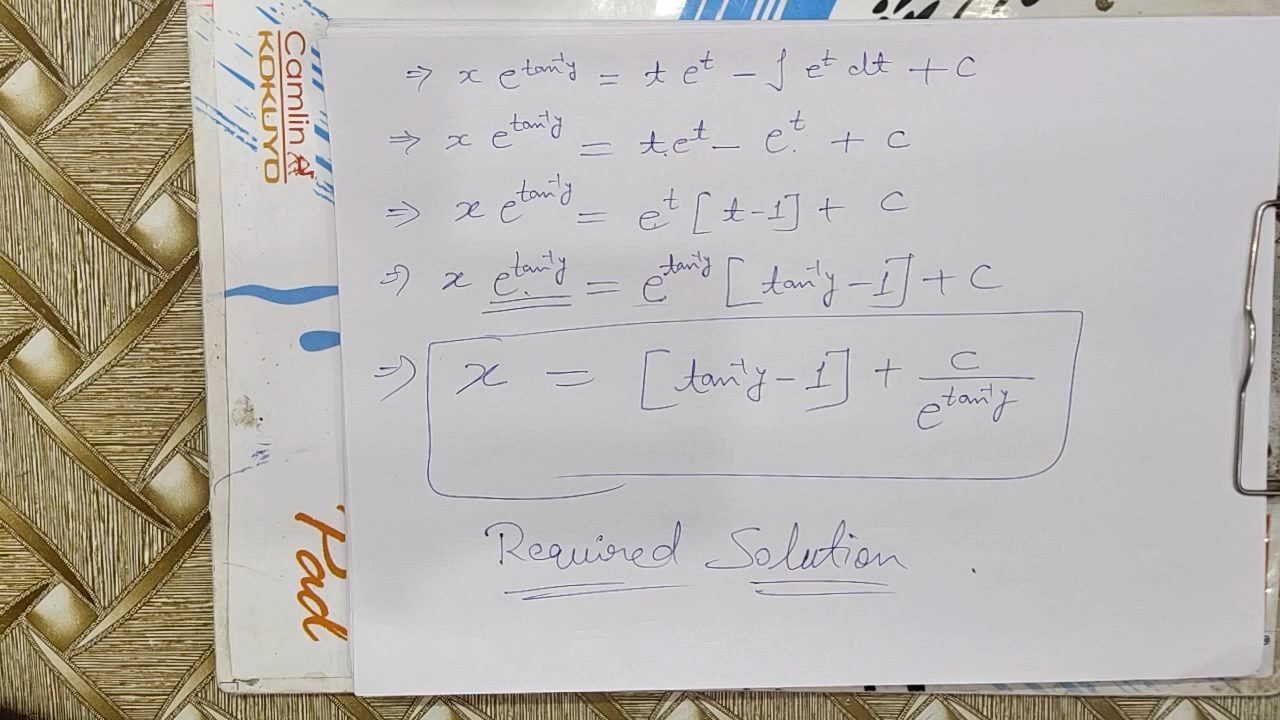 ⇒ x e^{tan⁻¹y} = t e^t − ∫ e^t dt + C
⇒ x e^{tan⁻¹y} = t.e^t − e^t + C
⇒ x e^{tan⁻¹y} = e^t [t-1] + C
⇒ x e^{tan⁻¹y} = e^{tan⁻¹y} [tan⁻¹y − 1] + C
⇒ x = [tan⁻¹y − 1] + C/e^{tan⁻¹y}
Required Solution .
Camlin
KOKUYO
Pad